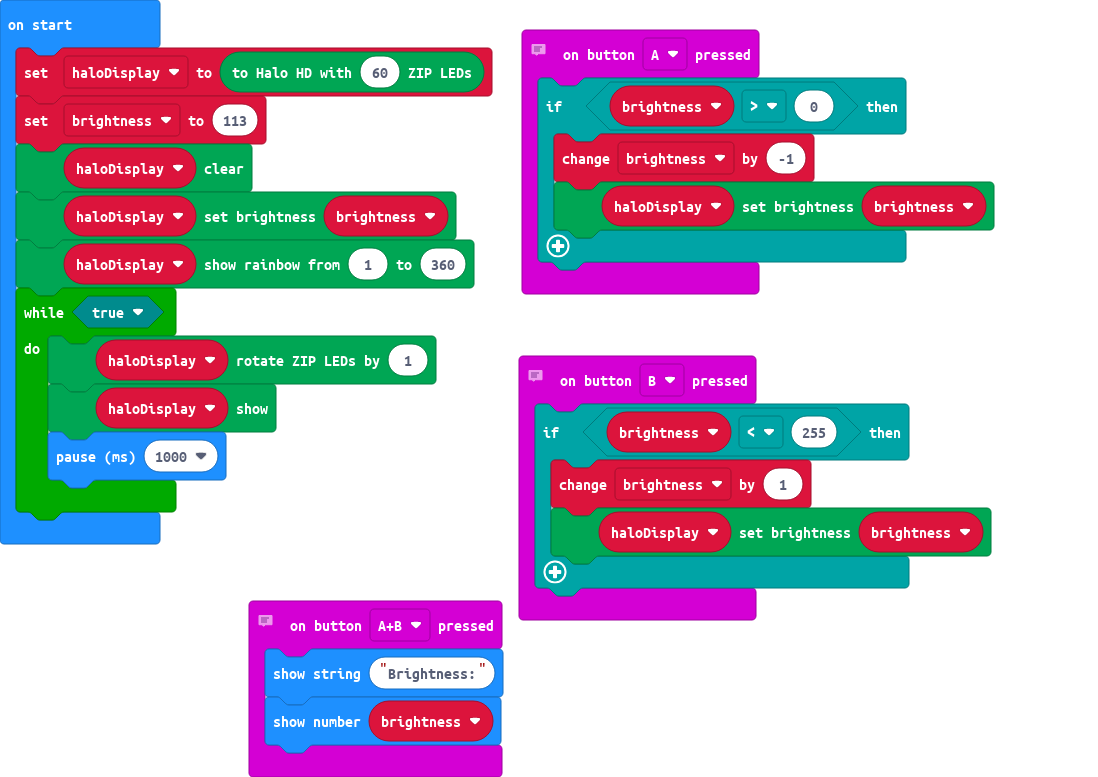 on start
set haloDisplay to to Halo HD with 60 ZIP LEDs
set brightness to 113
haloDisplay clear
haloDisplay set brightness brightness
haloDisplay show rainbow from 1 to 360
while true
do haloDisplay rotate ZIP LEDs by 1
haloDisplay show
pause (ms) 1000
on button A pressed
if brightness > 0 then
change brightness by -1
haloDisplay set brightness brightness
on button B pressed
if brightness < 255 then
change brightness by 1
haloDisplay set brightness brightness
on button A+B pressed
show string "Brightness:"
show number brightness